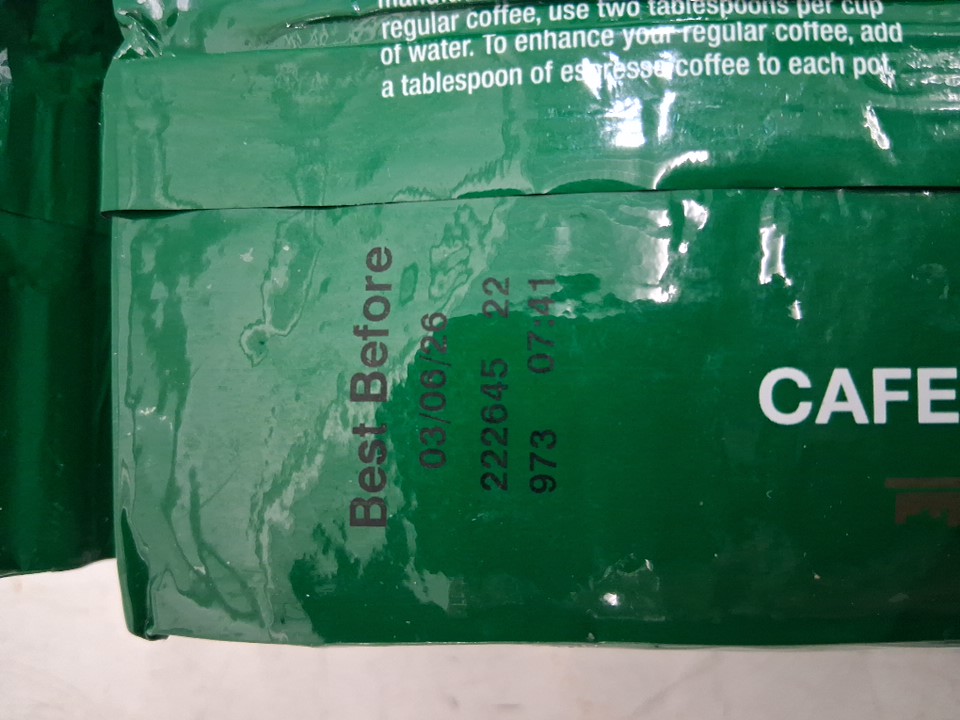 regular coffee, use two tablespoons per cup
of water. To enhance your regular coffee, add
a tablespoon of espresso coffee to each pot.
Best Before
03/06/26
222645 22
973 07:41
CAFE